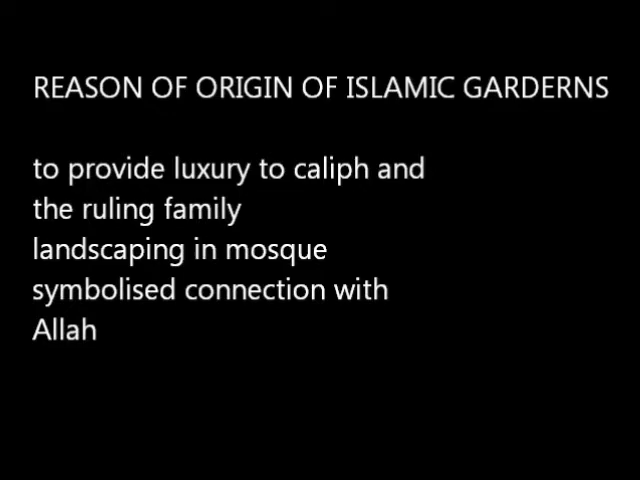 REASON OF ORIGIN OF ISLAMIC GARDERNS
to provide luxury to caliph and
the ruling family
landscaping in mosque
symbolised connection with
Allah